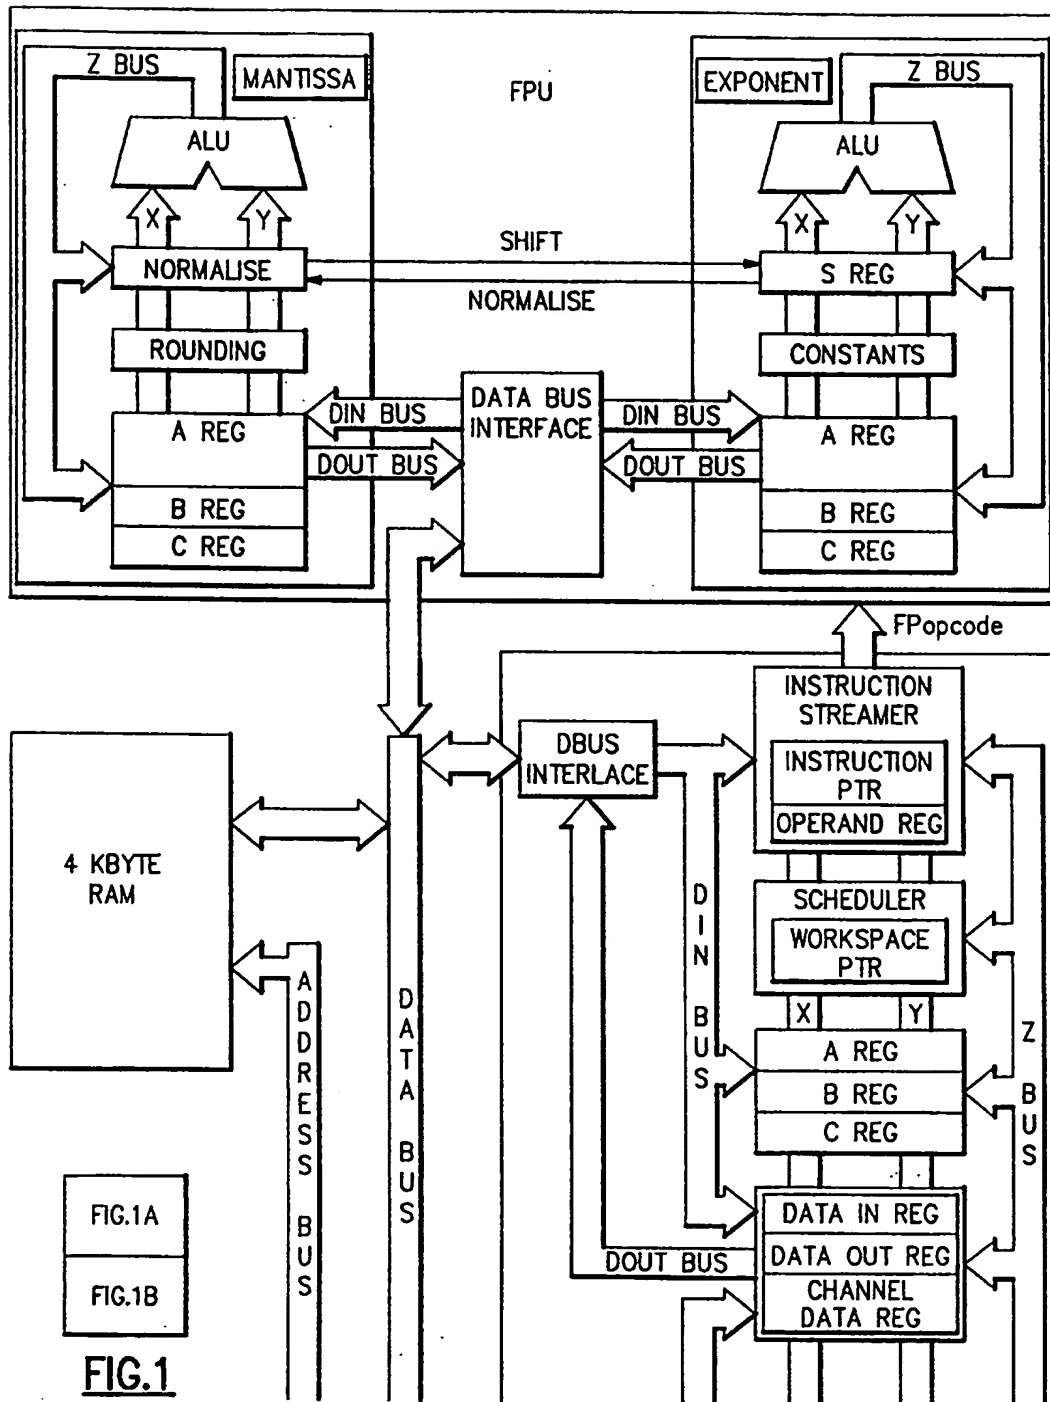 Z BUS
MANTISSA
FPU
EXPONENT
Z BUS
ALU
ALU
X
Y
X
Y
SHIFT
NORMALISE
S REG
NORMALISE
ROUNDING
CONSTANTS
DATA BUS
INTERFACE
DIN BUS
DIN BUS
A REG
A REG
DOUT BUS
DOUT BUS
B REG
B REG
C REG
C REG
FPopcode
INSTRUCTION
STREAMER
DBUS
INTERLACE
INSTRUCTION
PTR
OPERAND REG
4 KBYTE
RAM
SCHEDULER
WORKSPACE
PTR
DIN BUS
ADDRESS BUS
DATA BUS
X
Y
Z BUS
A REG
B REG
C REG
DATA IN REG
DOUT BUS
DATA OUT REG
CHANNEL
DATA REG
FIG.1A
FIG.1B
FIG.1